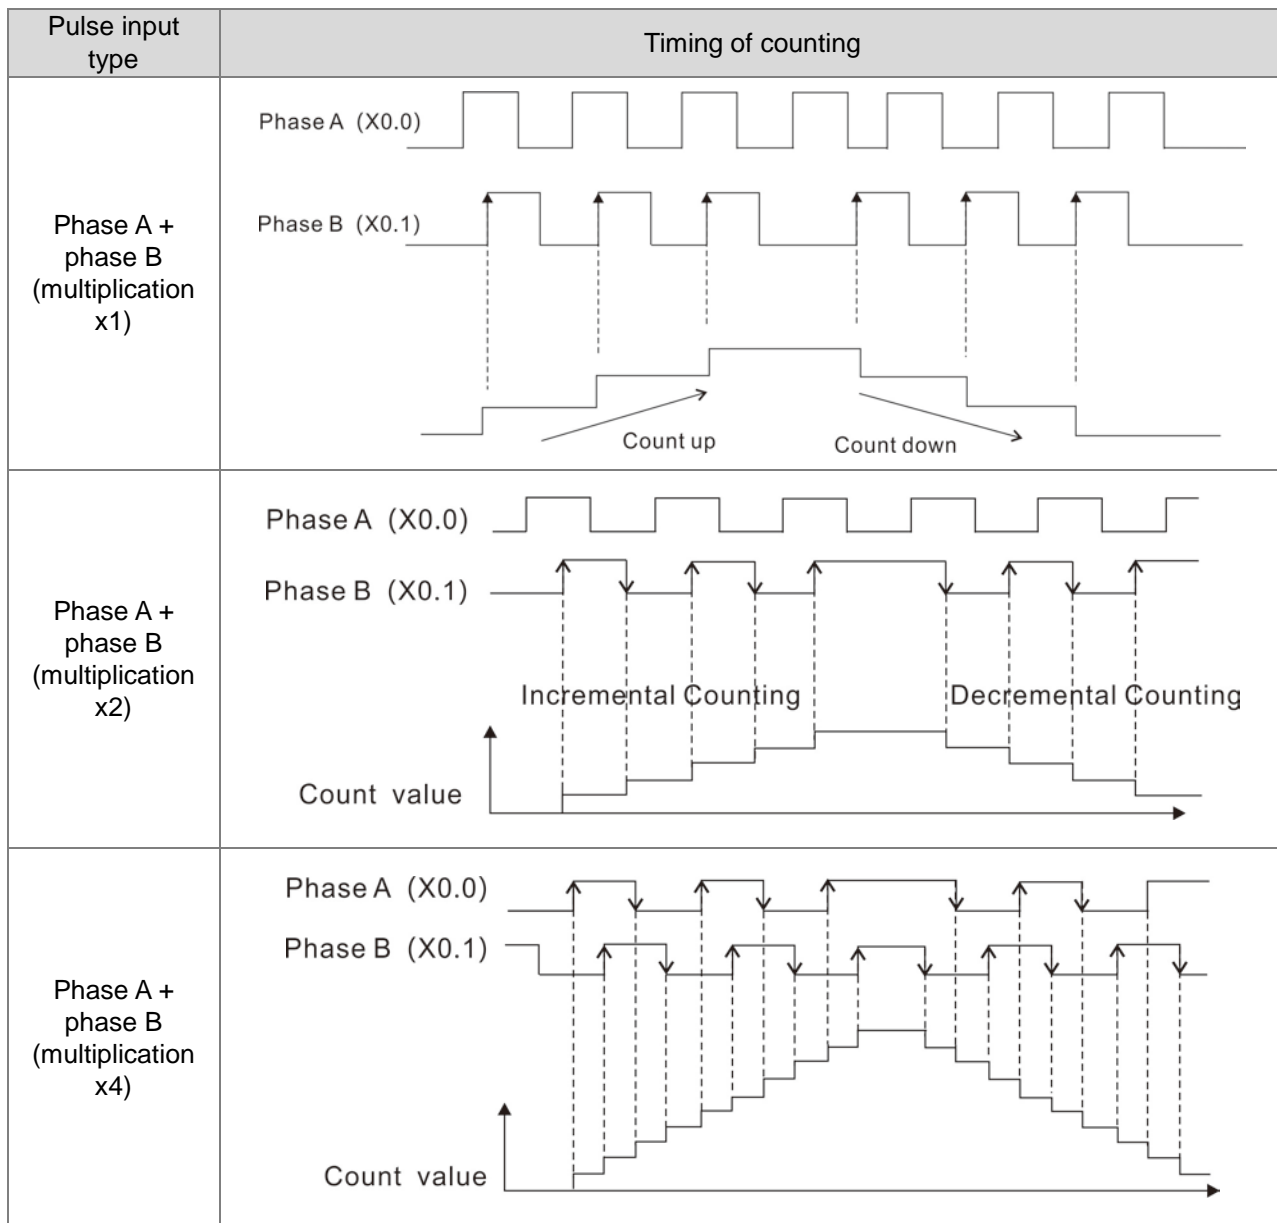 Pulse input
type
Timing of counting
Phase A +
phase B
(multiplication
x1)
Phase A (X0.0)
Phase B (X0.1)
Count up
Count down
Phase A +
phase B
(multiplication
x2)
Phase A (X0.0)
Phase B (X0.1)
Incremental Counting
Decremental Counting
Count value
Phase A +
phase B
(multiplication
x4)
Phase A (X0.0)
Phase B (X0.1)
Count value